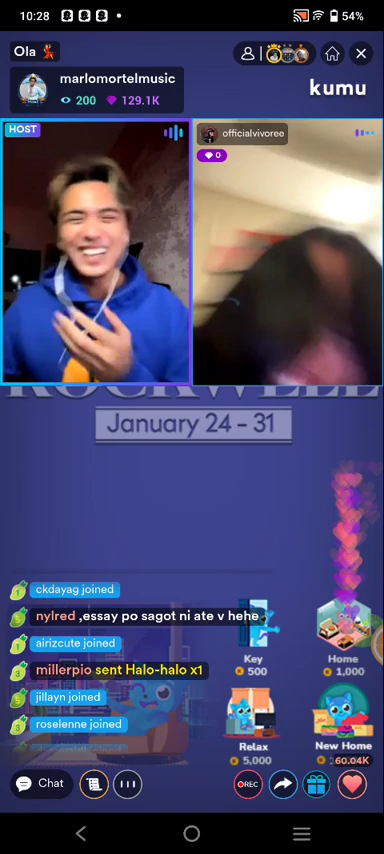 10:28
54%
Ola
marlomortelmusic
200 129.1K
kumu
HOST
officialvivoree
0
ROCKWELL
January 24 - 31
ckdayag joined
nylred ,essay po sagot ni ate v hehe
airizcute joined
millerpio sent Halo-halo x1
jillayn joined
roselenne joined
Key
500
Home
1,000
Relax
5,000
New Home
60.04K
Chat
REC